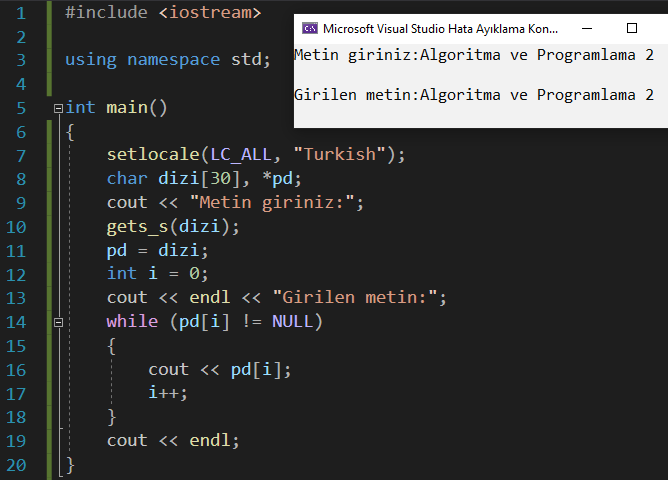 1 #include <iostream>
2
3 using namespace std;
4
5 int main()
6 {
7 setlocale(LC_ALL, "Turkish");
8 char dizi[30], *pd;
9 cout << "Metin giriniz:";
10 gets_s(dizi);
11 pd = dizi;
12 int i = 0;
13 cout << endl << "Girilen metin:";
14 while (pd[i] != NULL)
15 {
16 cout << pd[i];
17 i++;
18 }
19 cout << endl;
20 }
C:\ Microsoft Visual Studio Hata Ayıklama Kon...
Metin giriniz:Algoritma ve Programlama 2
Girilen metin:Algoritma ve Programlama 2